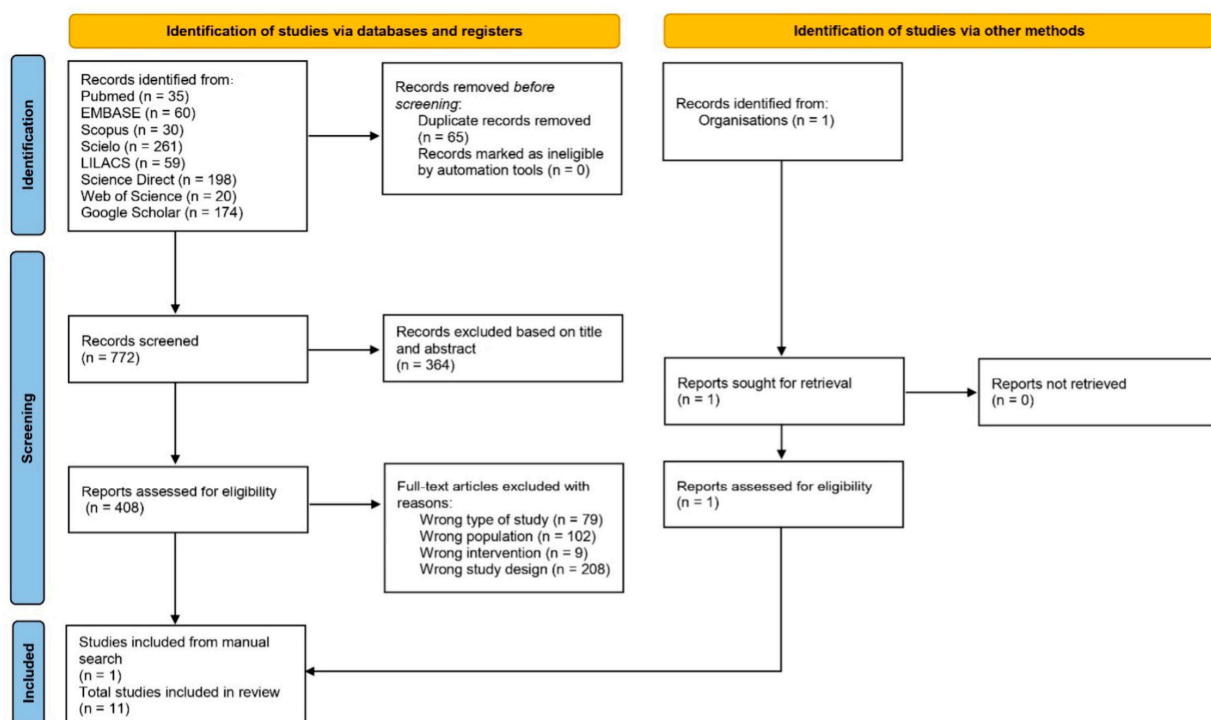 Identification of studies via databases and registers
Identification of studies via other methods
Identification
Records identified from:
Pubmed (n = 35)
EMBASE (n = 60)
Scopus (n = 30)
Scielo (n = 261)
LILACS (n = 59)
Science Direct (n = 198)
Web of Science (n = 20)
Google Scholar (n = 174)
Records removed before
screening:
Duplicate records removed
(n = 65)
Records marked as ineligible
by automation tools (n = 0)
Records identified from:
Organisations (n = 1)
Screening
Records screened
(n = 772)
Records excluded based on title
and abstract
(n = 364)
Reports sought for retrieval
(n = 1)
Reports not retrieved
(n = 0)
Reports assessed for eligibility
(n = 408)
Full-text articles excluded with
reasons:
Wrong type of study (n = 79)
Wrong population (n = 102)
Wrong intervention (n = 9)
Wrong study design (n = 208)
Reports assessed for eligibility
(n = 1)
Included
Studies included from manual
search
(n = 1)
Total studies included in review
(n = 11)